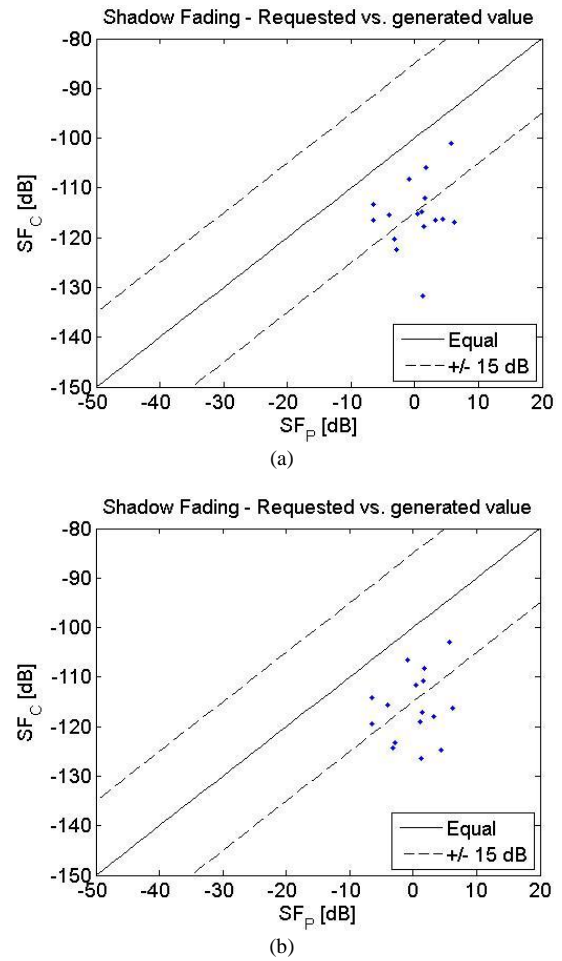 Shadow Fading - Requested vs. generated value
-80
-90
-100
-110
-120
-130
-140
-150
SF_C [dB]
-50 -40 -30 -20 -10 0 10 20
SF_P [dB]
Equal
+/- 15 dB
(a)
Shadow Fading - Requested vs. generated value
-80
-90
-100
-110
-120
-130
-140
-150
SF_C [dB]
-50 -40 -30 -20 -10 0 10 20
SF_P [dB]
Equal
+/- 15 dB
(b)